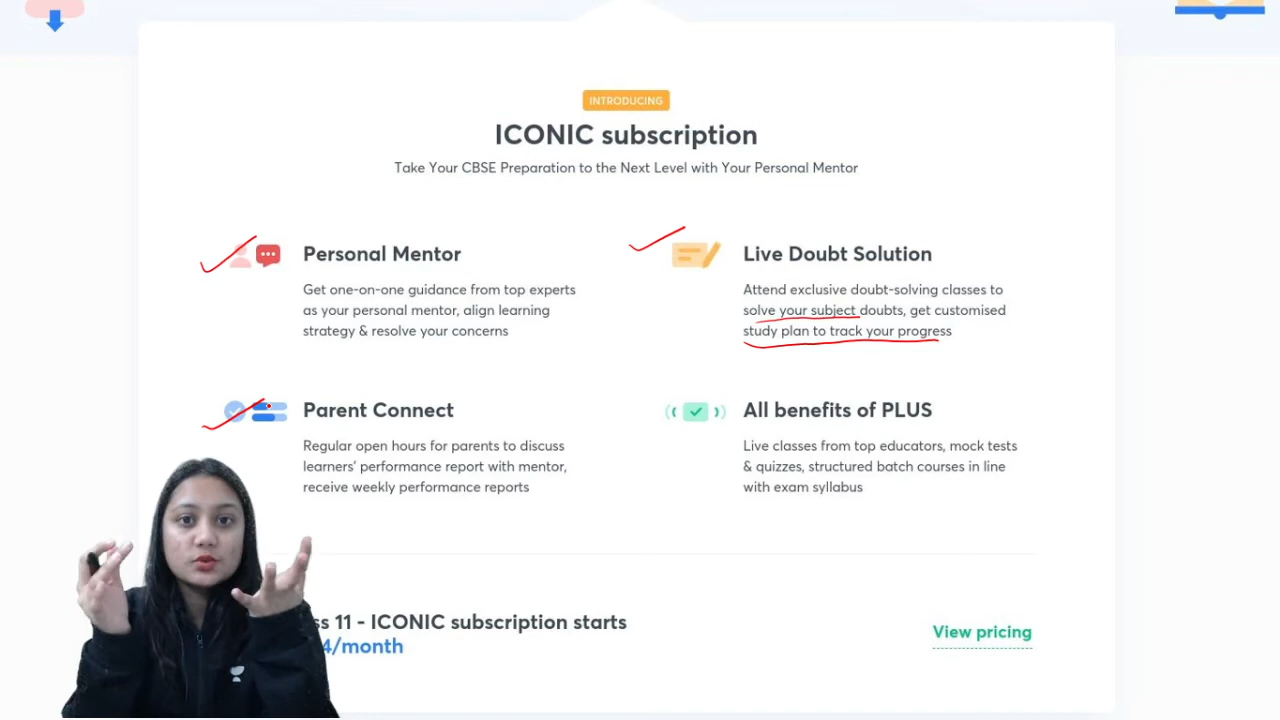 INTRODUCING
ICONIC subscription
Take Your CBSE Preparation to the Next Level with Your Personal Mentor
Personal Mentor
Get one-on-one guidance from top experts
as your personal mentor, align learning
strategy & resolve your concerns
Live Doubt Solution
Attend exclusive doubt-solving classes to
solve your subject doubts, get customised
study plan to track your progress
Parent Connect
Regular open hours for parents to discuss
learners' performance report with mentor,
receive weekly performance reports
All benefits of PLUS
Live classes from top educators, mock tests
& quizzes, structured batch courses in line
with exam syllabus
11 - ICONIC subscription starts
/month
View pricing